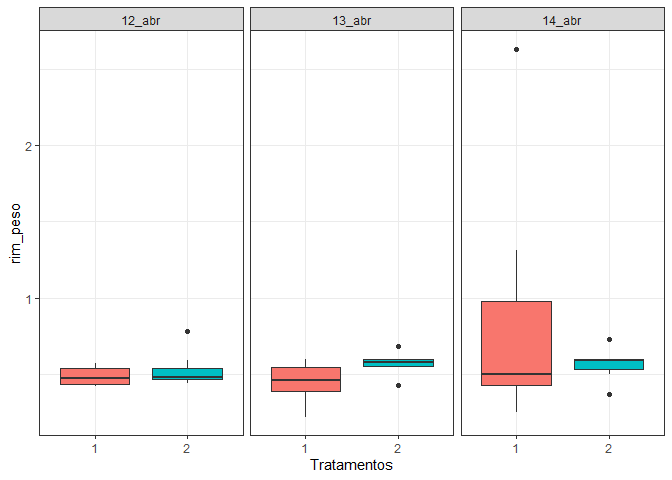 12_abr 13_abr 14_abr
2
1
rim_peso
1 2 1 2 1 2
Tratamentos